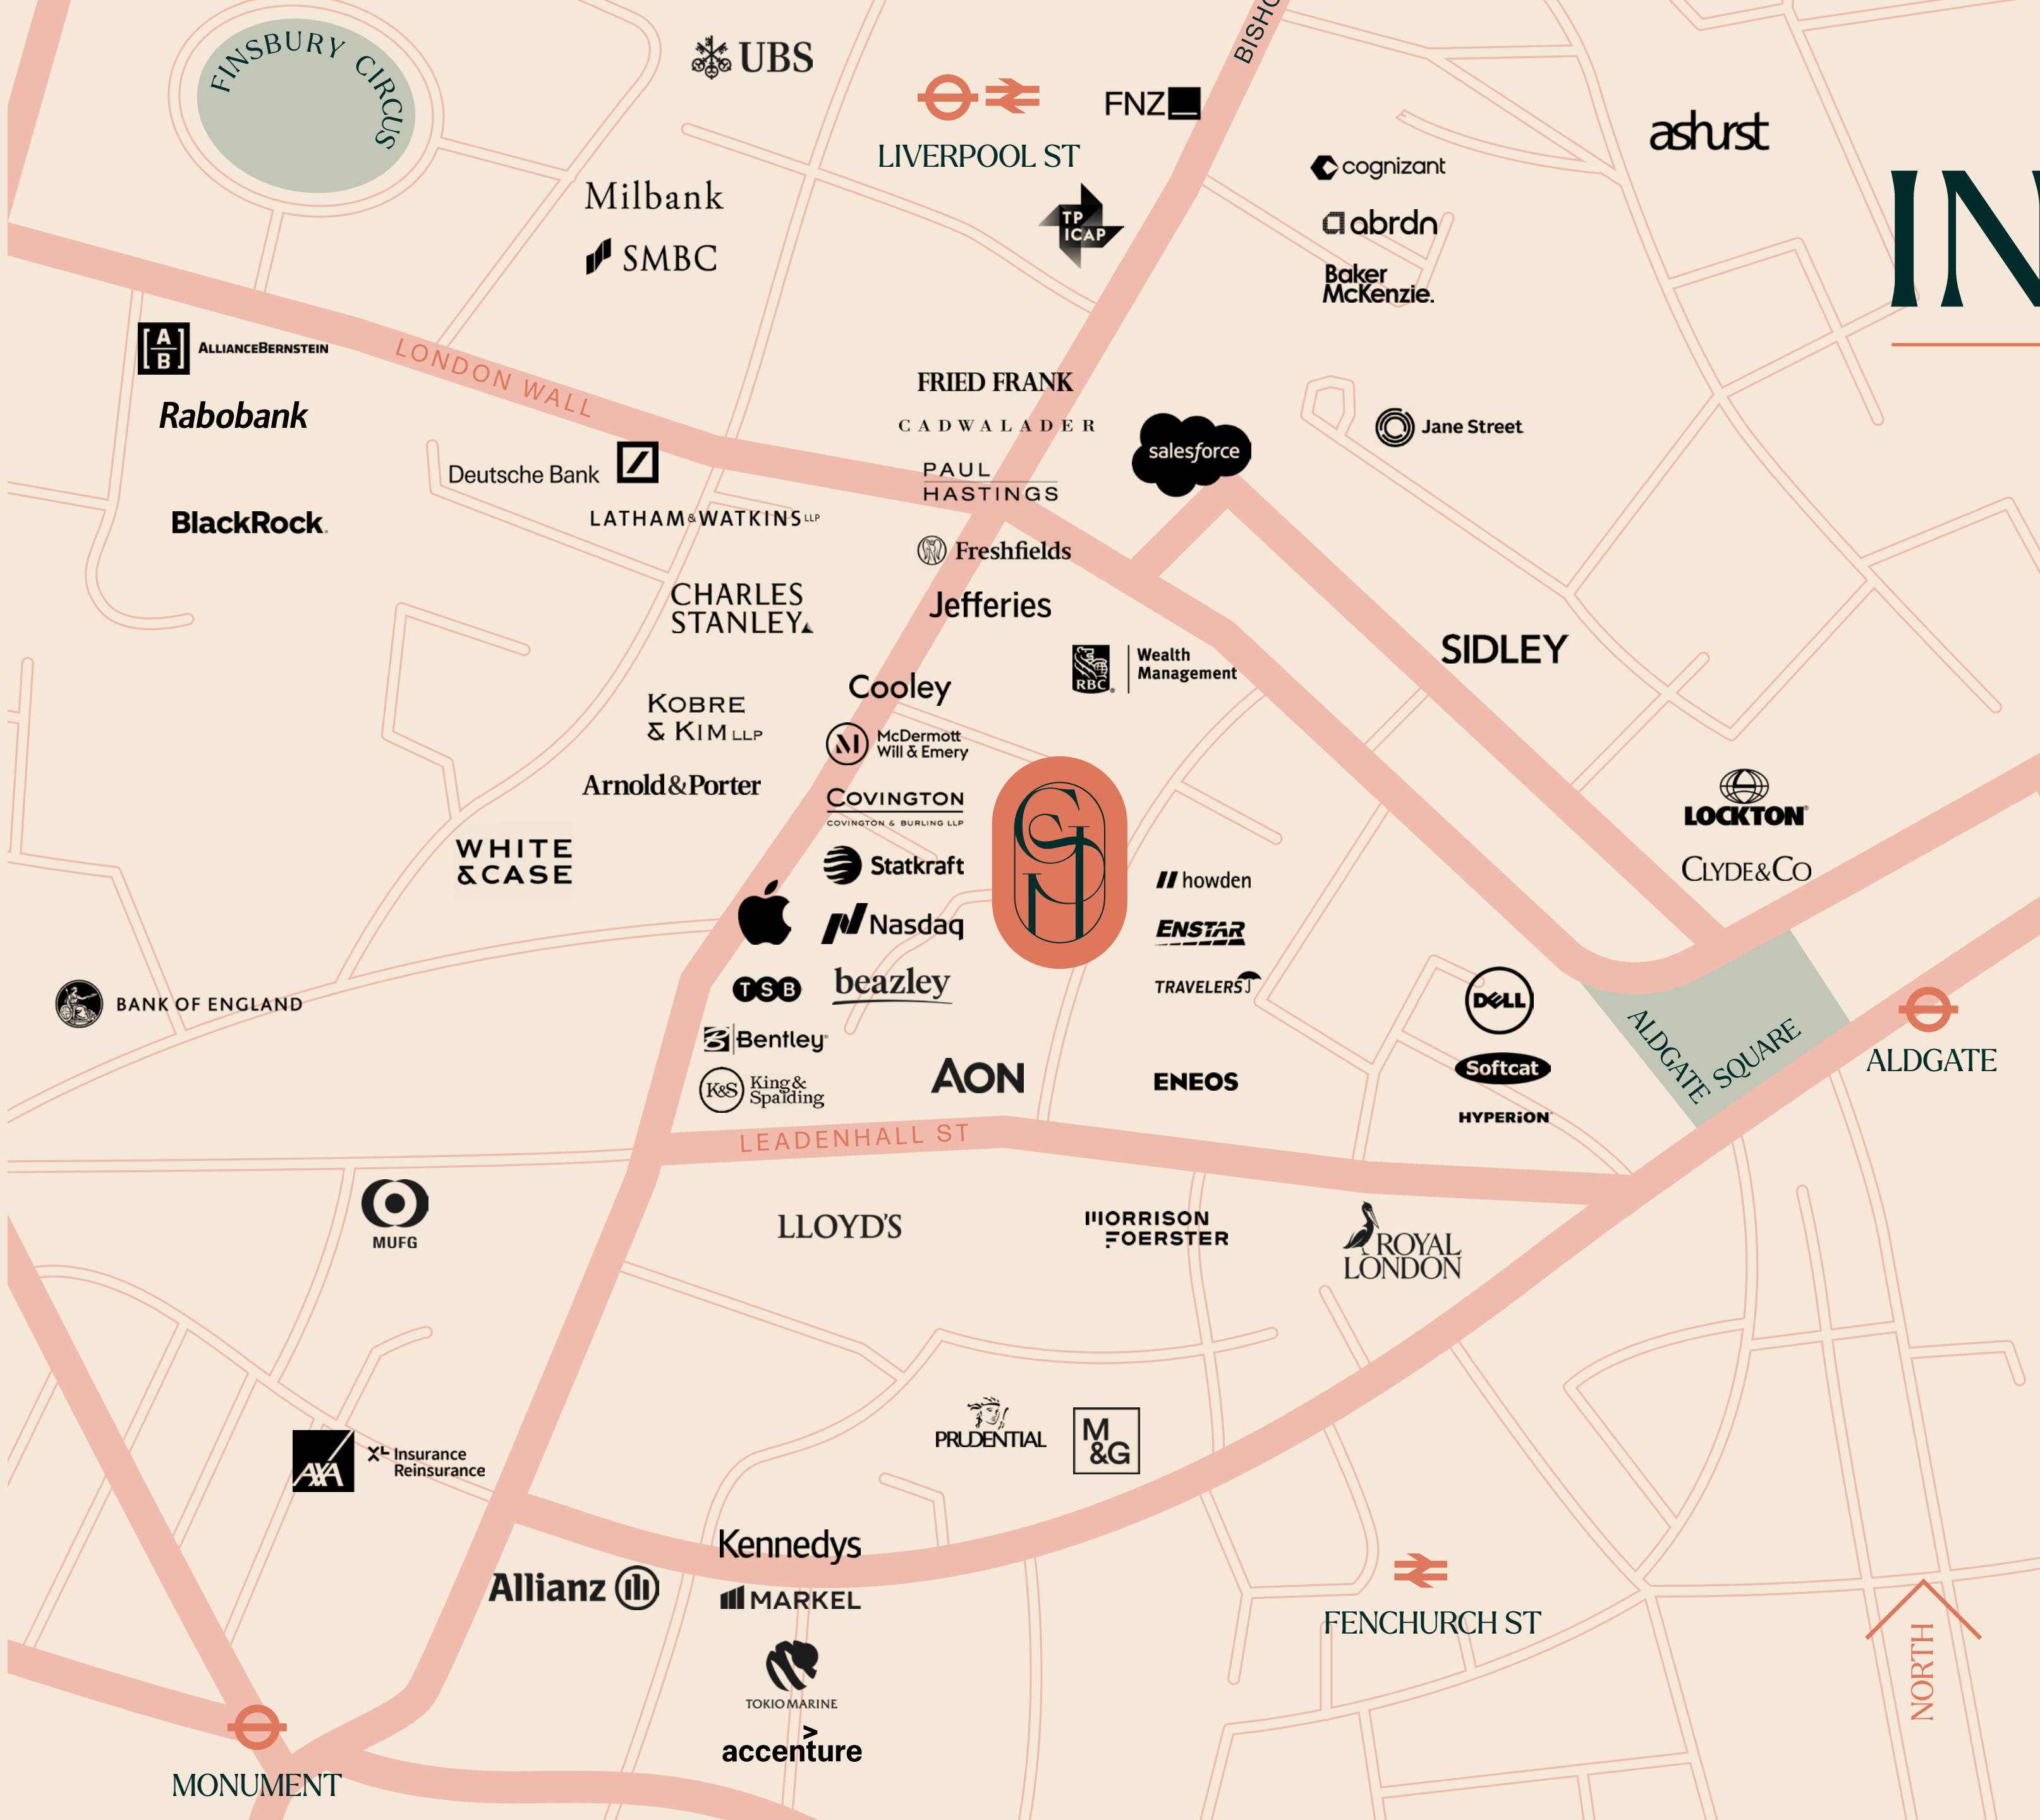 FINSBURY CIRCUS
UBS
LIVERPOOL ST
FNZ
BISHO
ashurst
cognizant
IN
Milbank
SMBC
TP
ICAP
abrdn
Baker
McKenzie.
[A
B]
ALLIANCEBERNSTEIN
LONDON WALL
Rabobank
FRIED FRANK
CADWALADER
salesforce
Jane Street
Deutsche Bank
PAUL
HASTINGS
BlackRock.
LATHAM&WATKINS LLP
Freshfields
CHARLES
STANLEY
Jefferies
RBC®
Wealth
Management
SIDLEY
Cooley
KOBRE
& KIM LLP
M
McDermott
Will & Emery
Arnold&Porter
COVINGTON
COVINGTON & BURLING LLP
LOCKTON®
WHITE
&CASE
Statkraft
howden
CLYDE&CO
Nasdaq
ENSTAR
TSB
beazley
TRAVELERS
BANK OF ENGLAND
DELL
ALDGATE SQUARE
ALDGATE
Bentley®
K&S
King &
Spalding
AON
ENEOS
Softcat
HYPERION
LEADENHALL ST
MUFG
LLOYD'S
MORRISON
FOERSTER
ROYAL
LONDON
PRUDENTIAL
M
&G
AXA
XL
Insurance
Reinsurance
Kennedys
Allianz
MARKEL
FENCHURCH ST
NORTH
TOKIO MARINE
accenture
>
MONUMENT